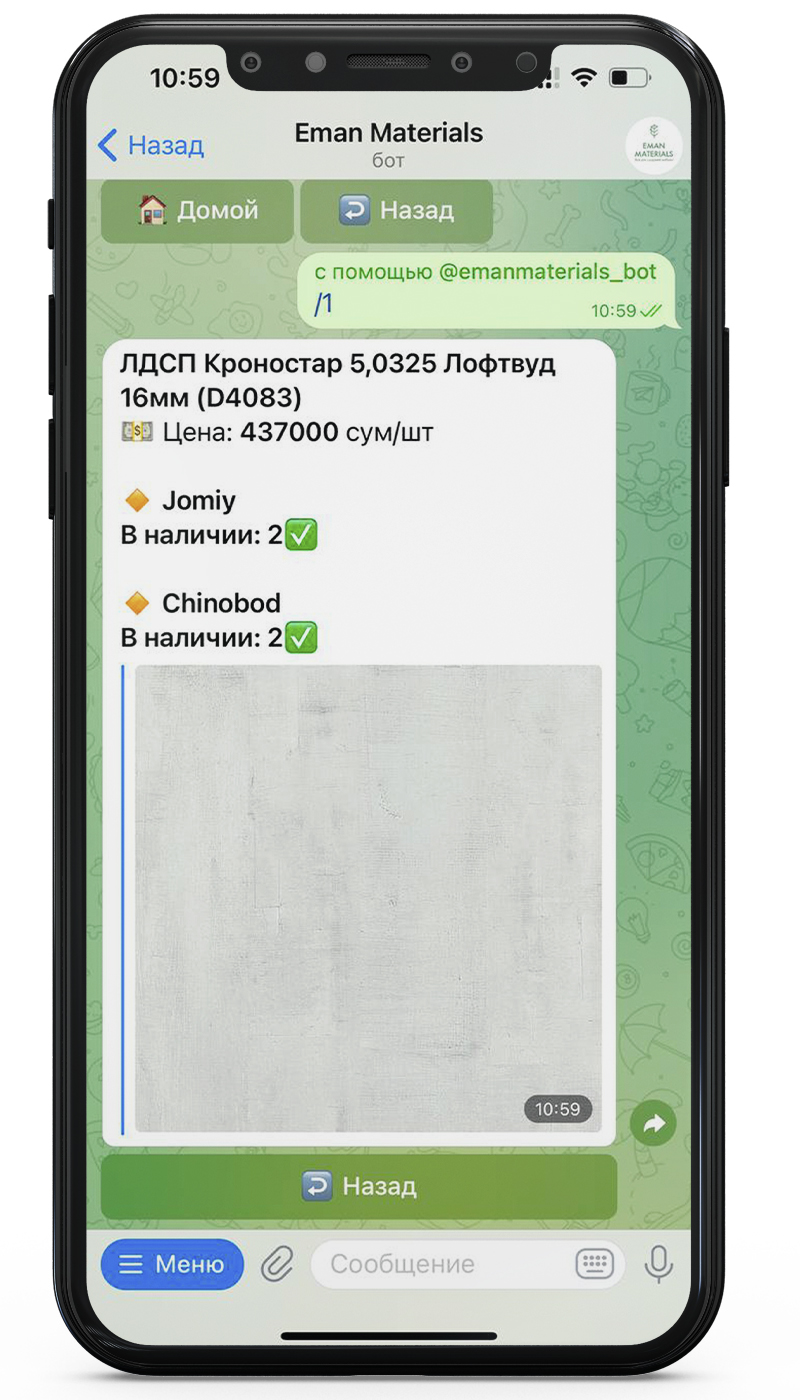 10:59
Назад
Eman Materials
бот
EMAN
MATERIALS
🏠 Домой
↩️ Назад
с помощью @emanmaterials_bot
/1
10:59
ЛДСП Кроностар 5,0325 Лофтвуд
16мм (D4083)
💵 Цена: 437000 сум/шт
🔸 Jomiy
В наличии: 2✅
🔸 Chinobod
В наличии: 2✅
10:59
↩️ Назад
Меню
Сообщение